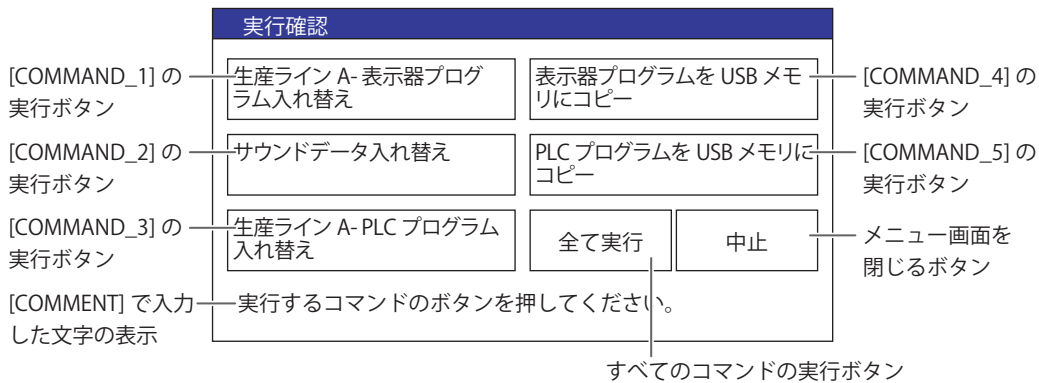 実行確認
[COMMAND_1] の
実行ボタン
生産ライン A- 表示器プログ
ラム入れ替え
表示器プログラムを USB メモ
リにコピー
[COMMAND_4] の
実行ボタン
[COMMAND_2] の
実行ボタン
サウンドデータ入れ替え
PLC プログラムを USB メモリに
コピー
[COMMAND_5] の
実行ボタン
[COMMAND_3] の
実行ボタン
生産ライン A- PLC プログラム
入れ替え
全て実行
中止
メニュー画面を
閉じるボタン
[COMMENT] で入力
した文字の表示
実行するコマンドのボタンを押してください。
すべてのコマンドの実行ボタン